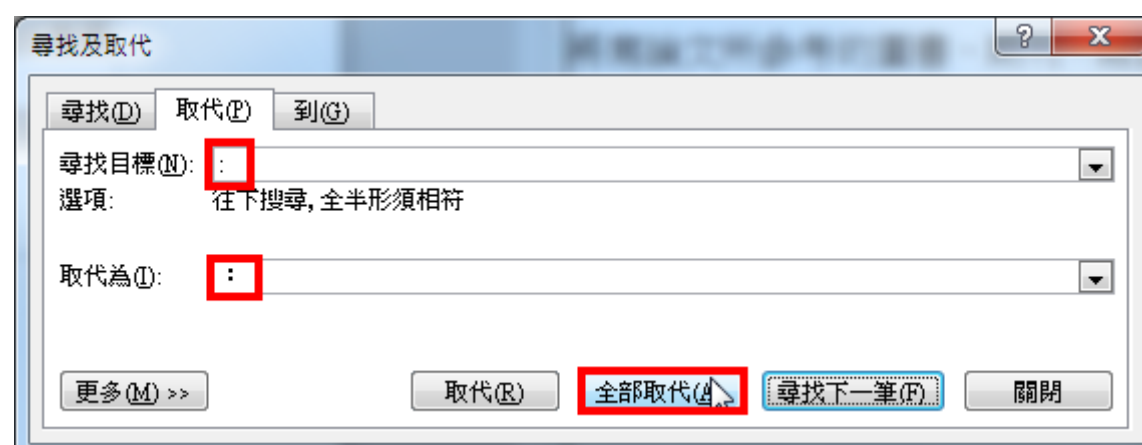 尋找及取代
尋找(D) 取代(P) 到(G)
尋找目標(N): :
選項: 往下搜尋, 全半形須相符
取代為(I): ：
更多(M) >> 取代(R) 全部取代(A 尋找下一筆(F) 關閉